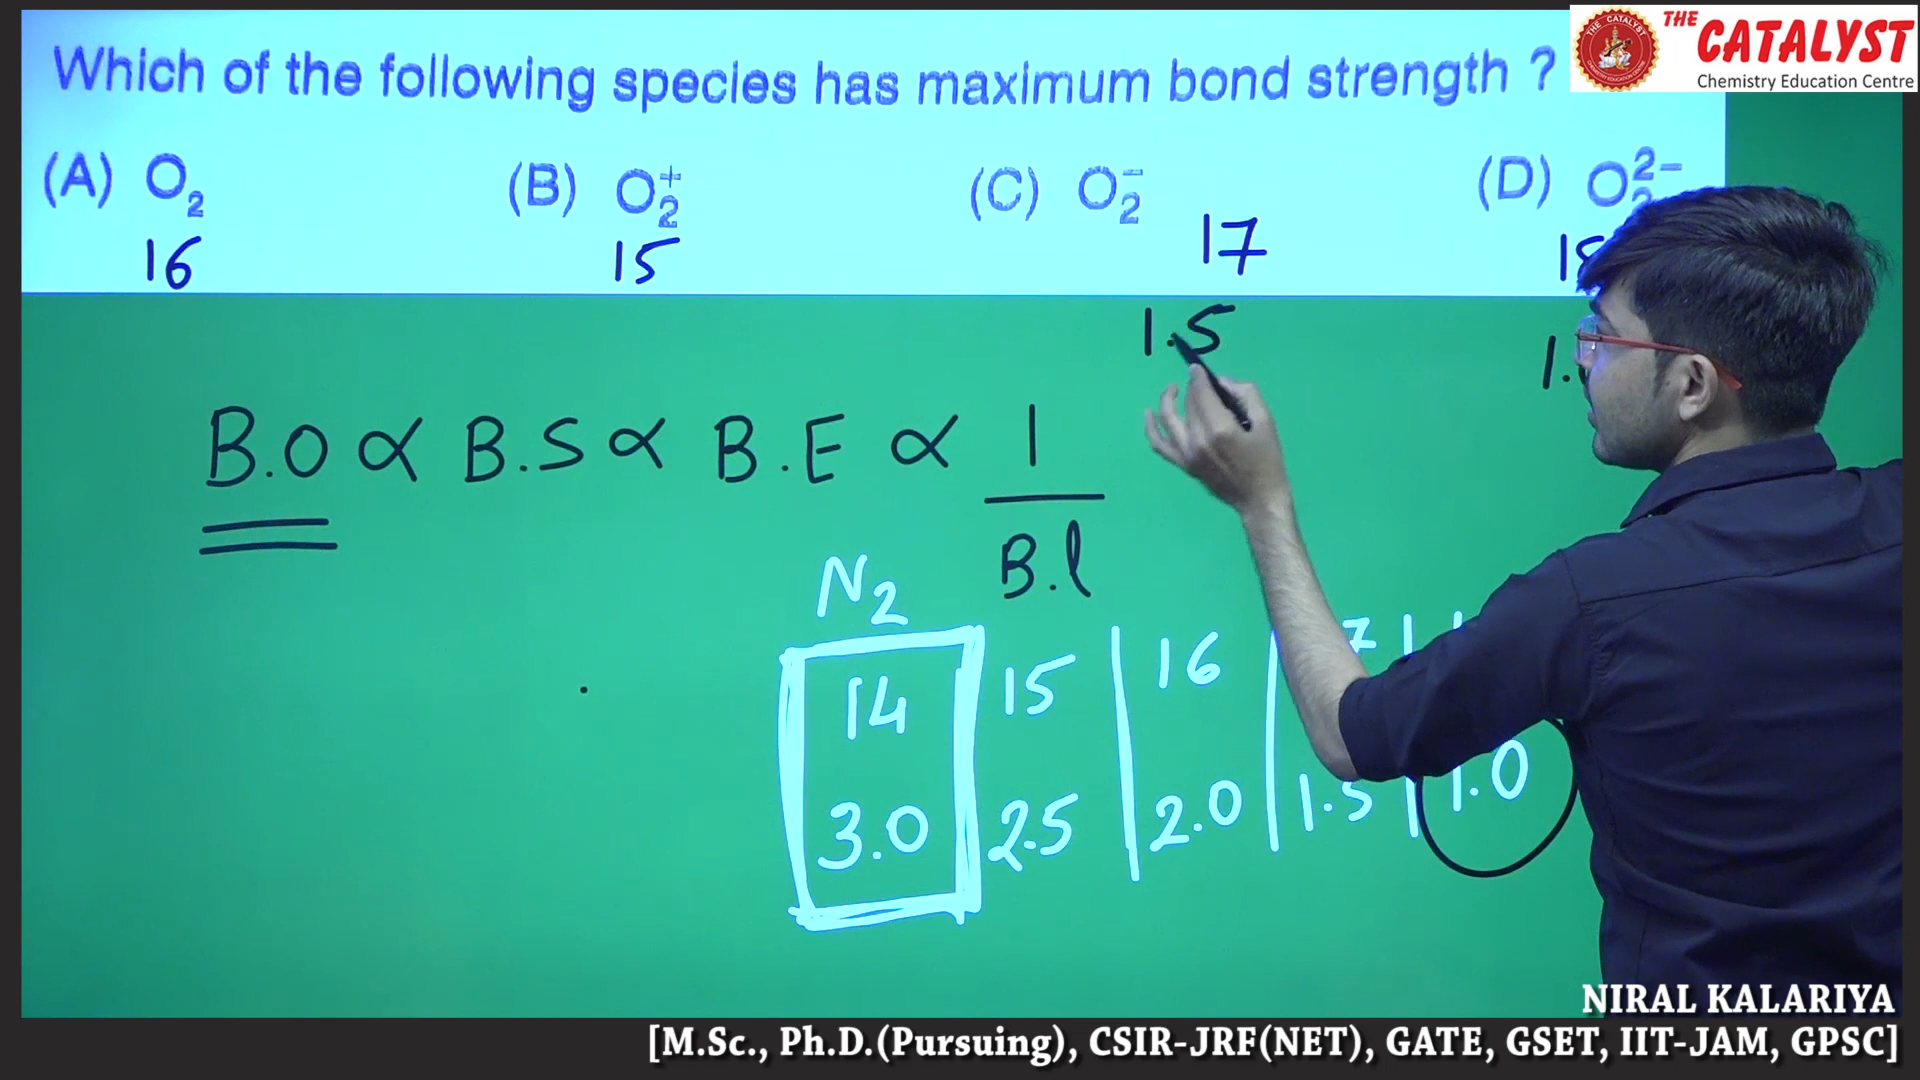 THE
CATALYST
Chemistry Education Centre
Which of the following species has maximum bond strength ?
(A) O₂ (B) O₂⁺ (C) O₂⁻ (D) O₂²⁻
16 15 17
1.5
B.O ∝ B.S ∝ B.E ∝ 1/B.l
N₂
14 15 16
3.0 2.5 2.0 1.5 1.0
NIRAL KALARIYA
[M.Sc., Ph.D.(Pursuing), CSIR-JRF(NET), GATE, GSET, IIT-JAM, GPSC]